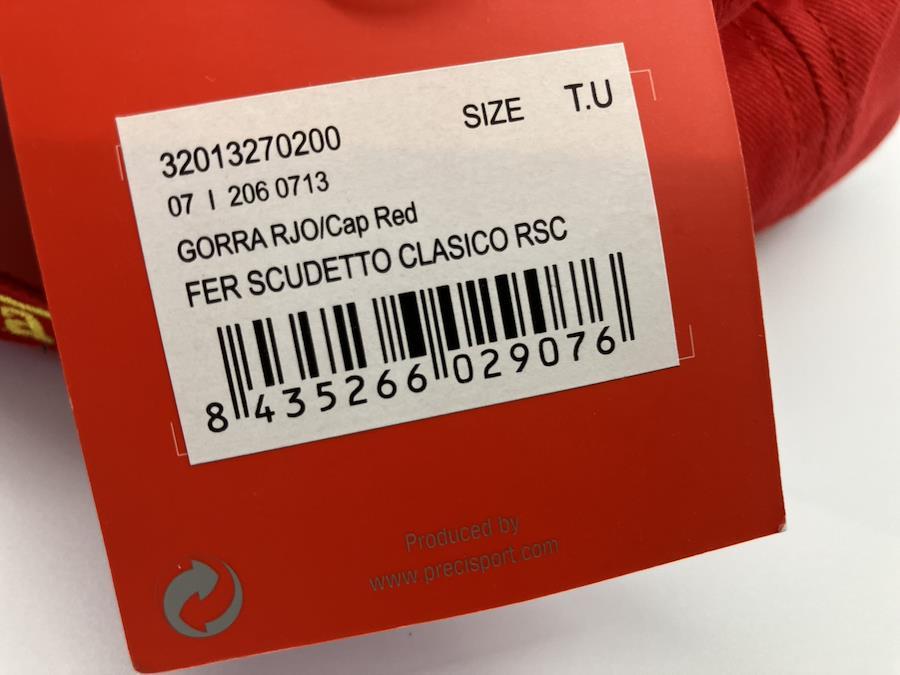 32013270200
SIZE T.U
07 I 206 0713
GORRA RJO/Cap Red
FER SCUDETTO CLASICO RSC
8 435266 029076
Produced by
www.precisport.com
a